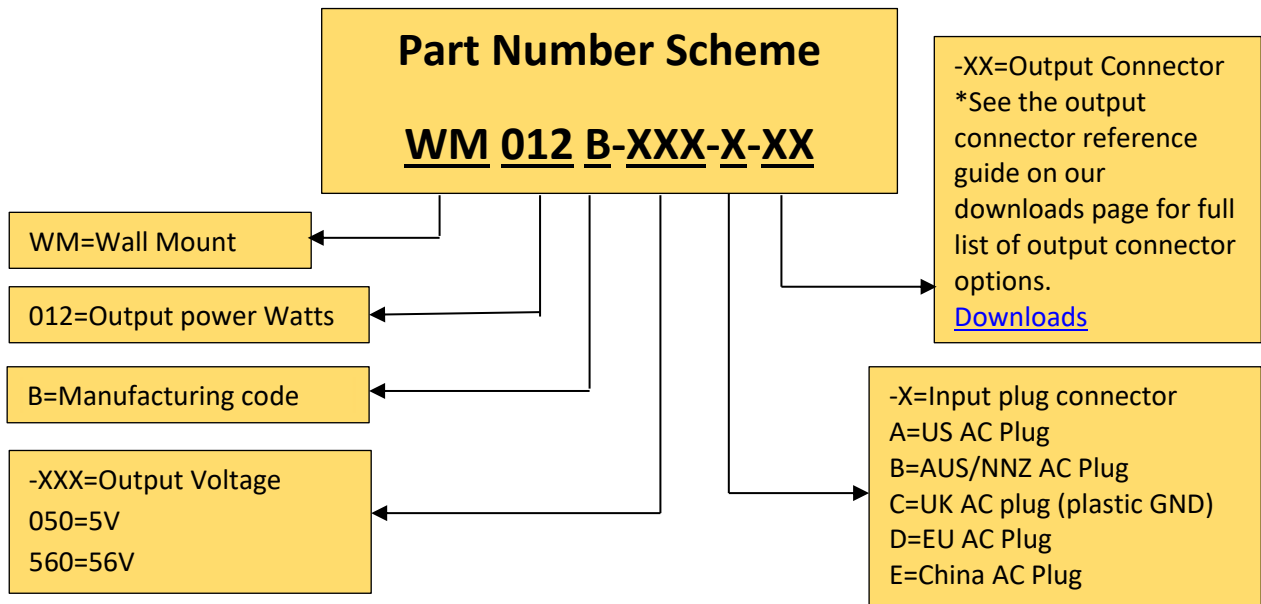 Part Number Scheme
WM 012 B-XXX-X-XX
-XX=Output Connector
*See the output
connector reference
guide on our
downloads page for full
list of output connector
options.
Downloads
WM=Wall Mount
012=Output power Watts
B=Manufacturing code
-XXX=Output Voltage
050=5V
560=56V
-X=Input plug connector
A=US AC Plug
B=AUS/NNZ AC Plug
C=UK AC plug (plastic GND)
D=EU AC Plug
E=China AC Plug